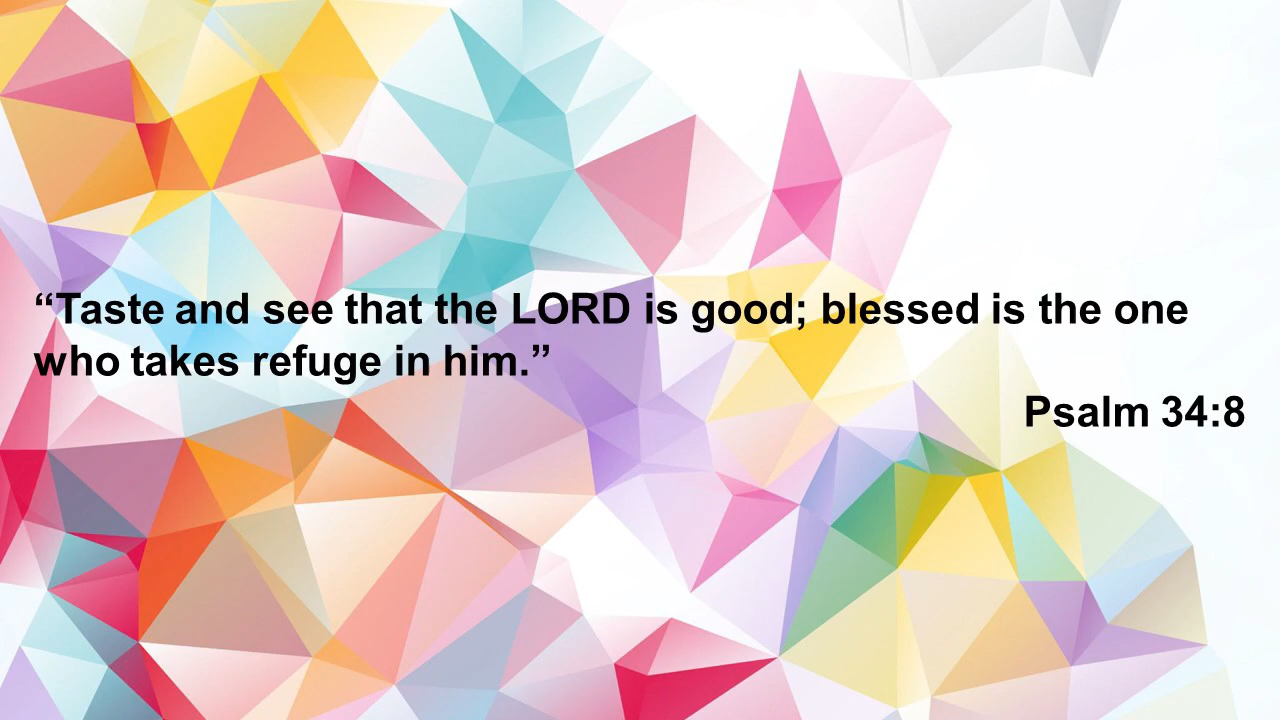 “Taste and see that the LORD is good; blessed is the one
who takes refuge in him.”
Psalm 34:8